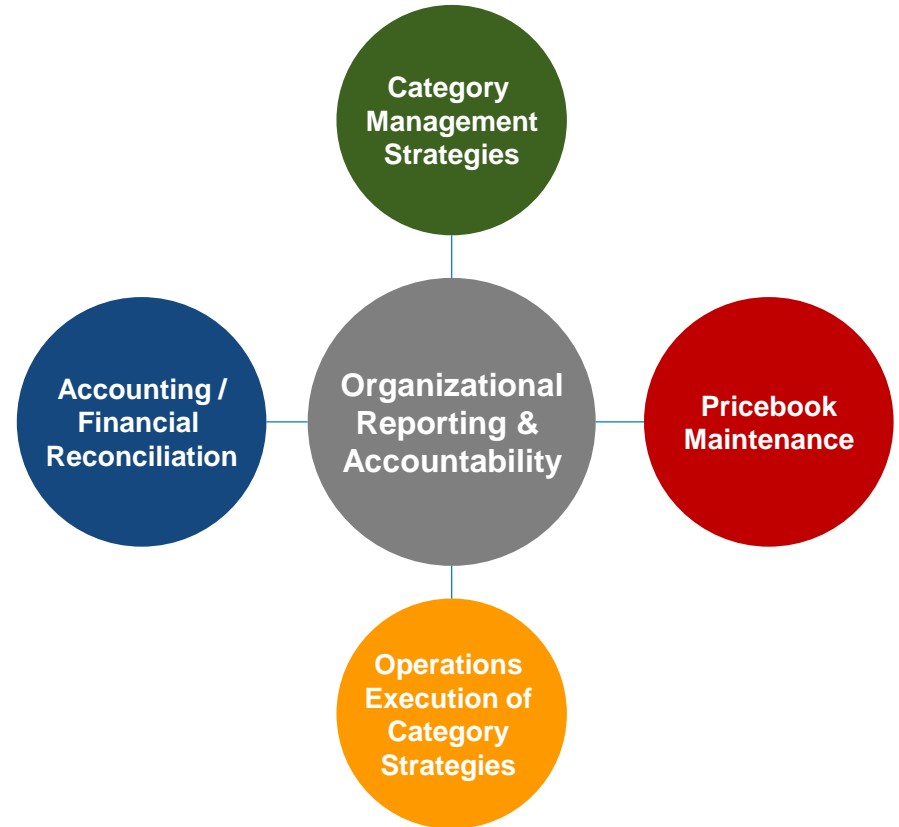 Category
Management
Strategies
Accounting /
Financial
Reconciliation
Organizational
Reporting &
Accountability
Pricebook
Maintenance
Operations
Execution of
Category
Strategies